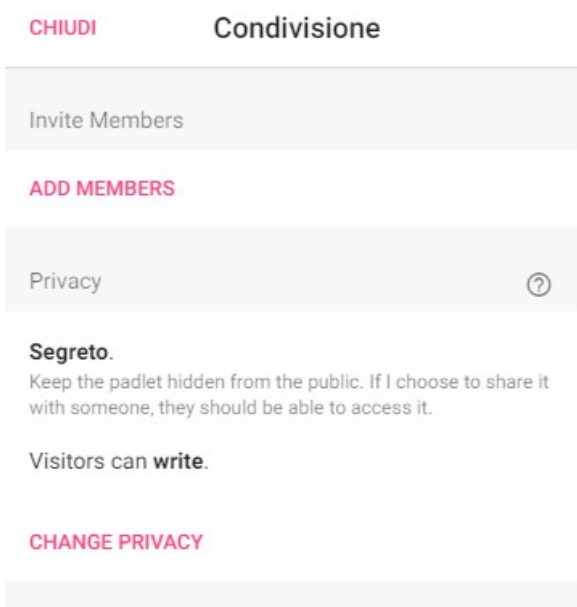 CHIUDI Condivisione
Invite Members
ADD MEMBERS
Privacy
Segreto.
Keep the padlet hidden from the public. If I choose to share it
with someone, they should be able to access it.
Visitors can write.
CHANGE PRIVACY